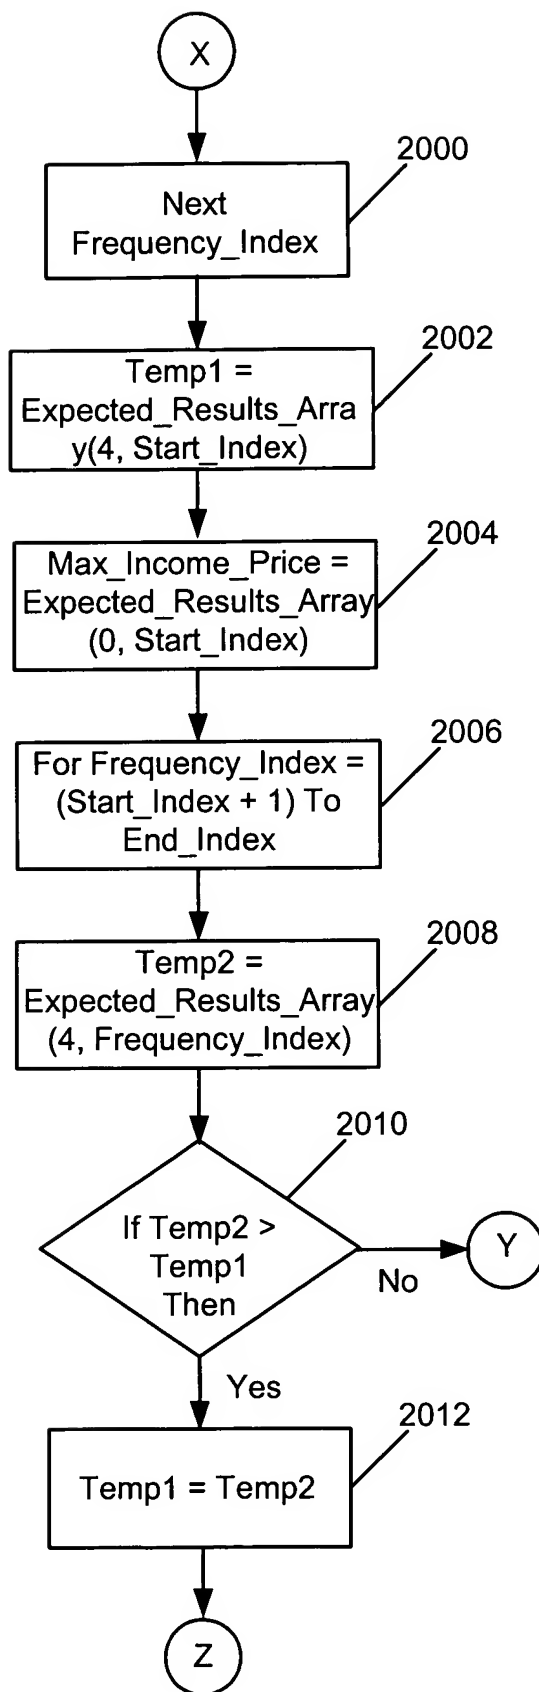 X
2000
Next
Frequency_Index
2002
Temp1 =
Expected_Results_Arra
y(4, Start_Index)
2004
Max_Income_Price =
Expected_Results_Array
(0, Start_Index)
2006
For Frequency_Index =
(Start_Index + 1) To
End_Index
2008
Temp2 =
Expected_Results_Array
(4, Frequency_Index)
2010
If Temp2 >
Temp1
Then
Y
No
Yes
2012
Temp1 = Temp2
Z